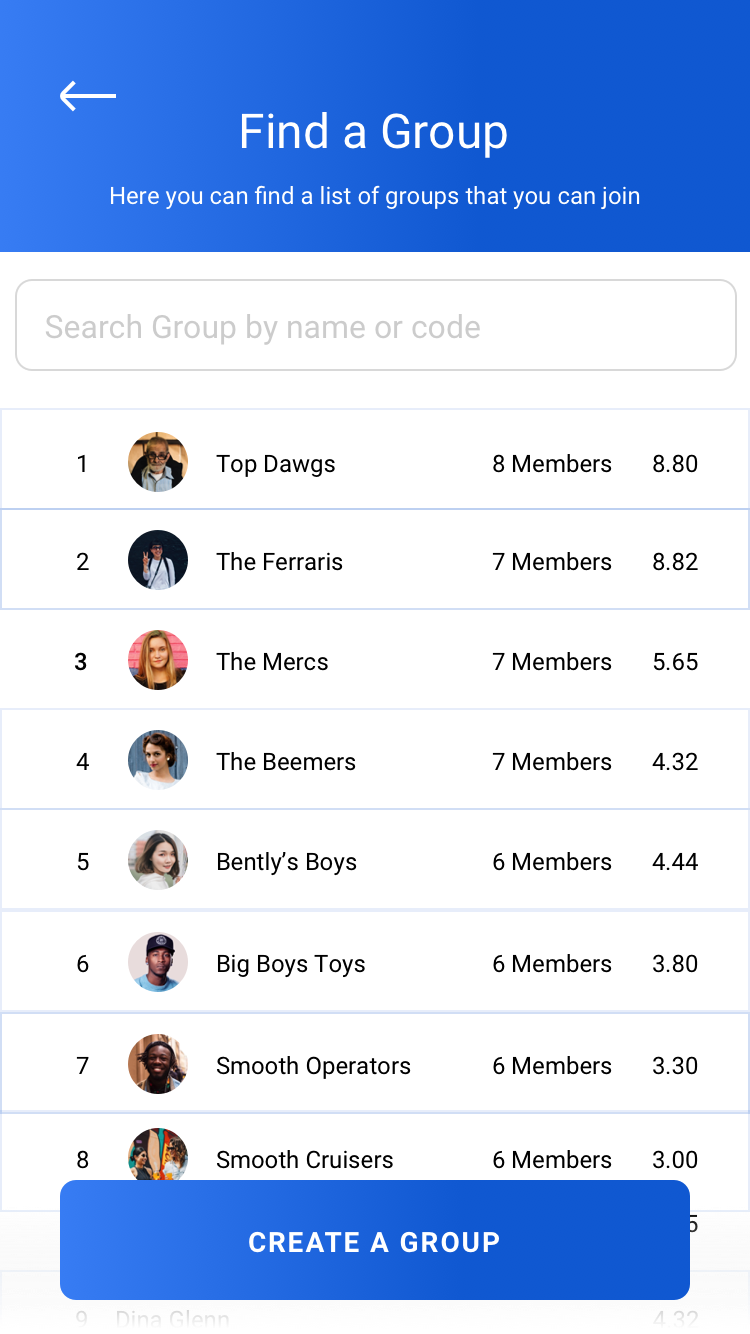 Find a Group
Here you can find a list of groups that you can join
Search Group by name or code
1 Top Dawgs 8 Members 8.80
2 The Ferraris 7 Members 8.82
3 The Mercs 7 Members 5.65
4 The Beemers 7 Members 4.32
5 Bently’s Boys 6 Members 4.44
6 Big Boys Toys 6 Members 3.80
7 Smooth Operators 6 Members 3.30
8 Smooth Cruisers 6 Members 3.00
5
CREATE A GROUP
9 Dina Glenn 4.32